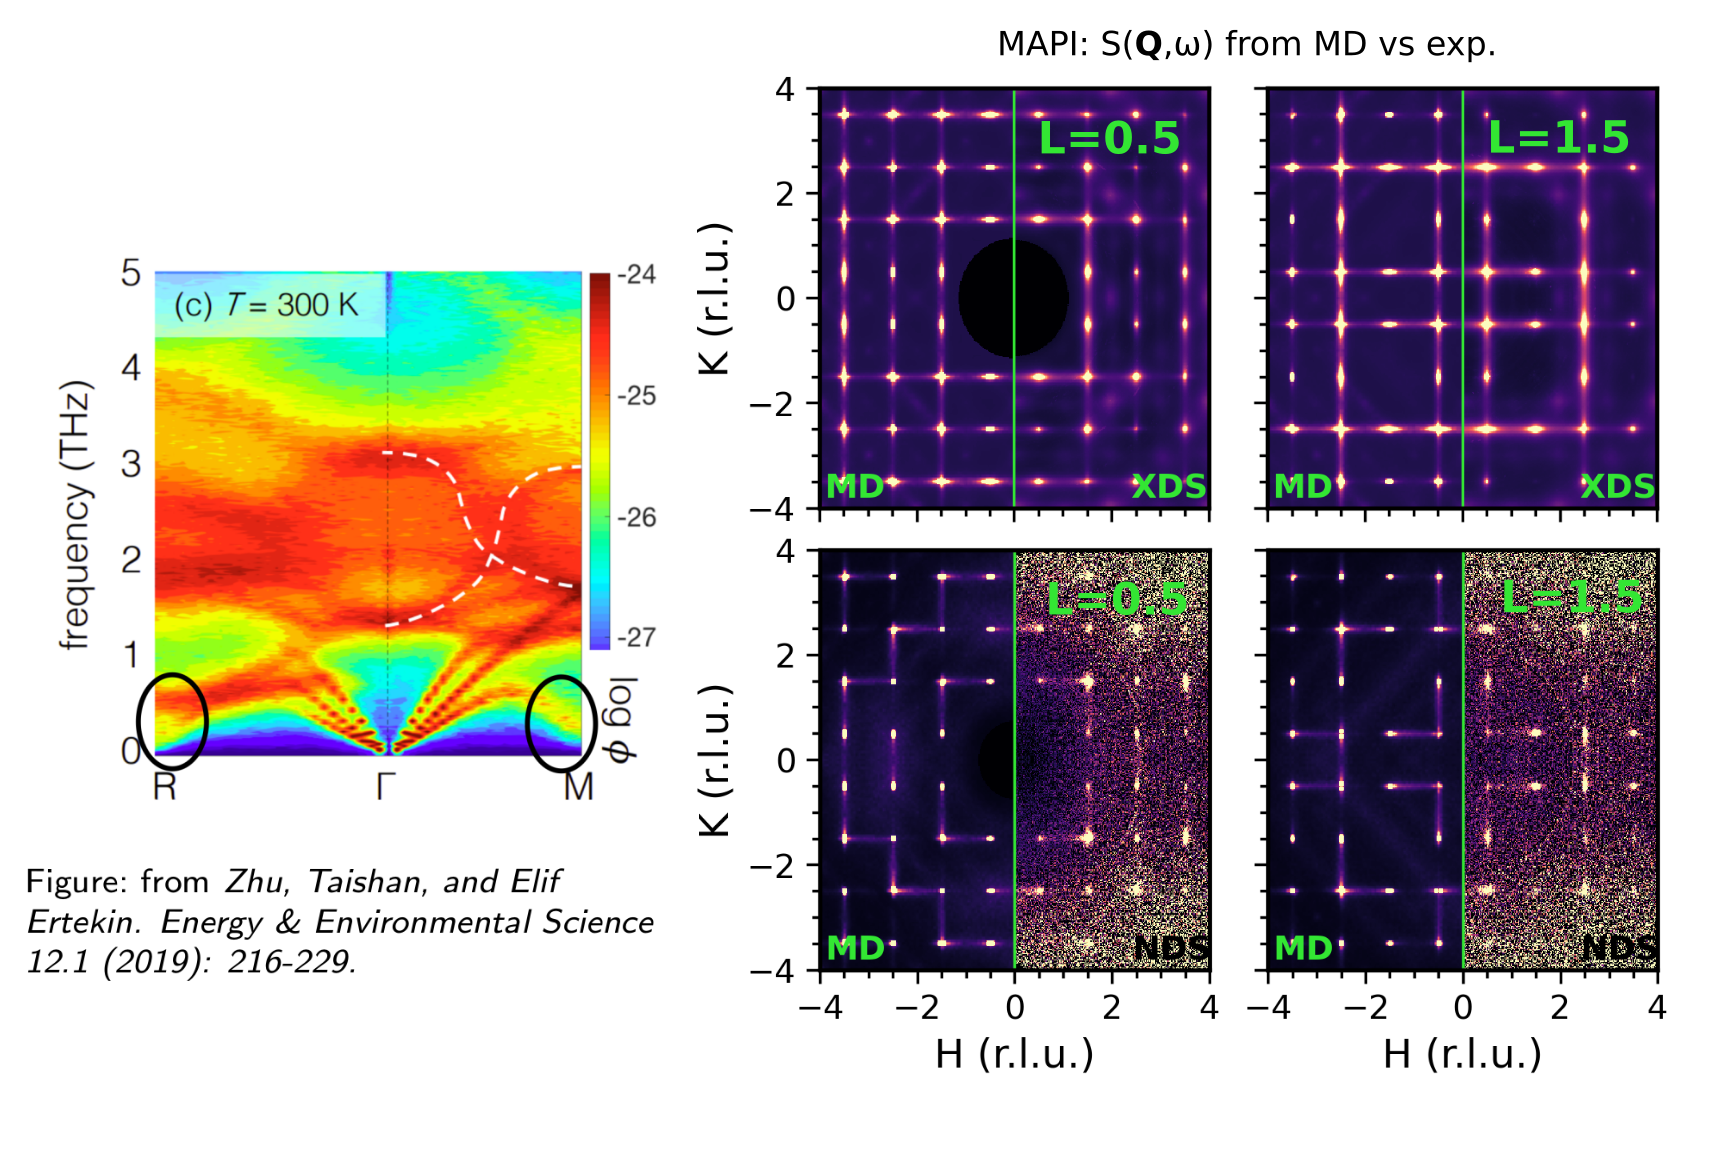 MAPI: S(Q,ω) from MD vs exp.
5
4
3
2
1
0
frequency (THz)
(c) T = 300 K
-24
-25
-26
-27
log ϕ
R
Γ
M
Figure: from Zhu, Taishan, and Elif
Ertekin. Energy & Environmental Science
12.1 (2019): 216-229.
4
2
0
−2
−4
K (r.l.u.)
L=0.5
MD
XDS
L=1.5
MD
XDS
4
2
0
−2
−4
K (r.l.u.)
L=0.5
MD
NDS
L=1.5
MD
NDS
−4 −2 0 2 4
H (r.l.u.)
−4 −2 0 2 4
H (r.l.u.)